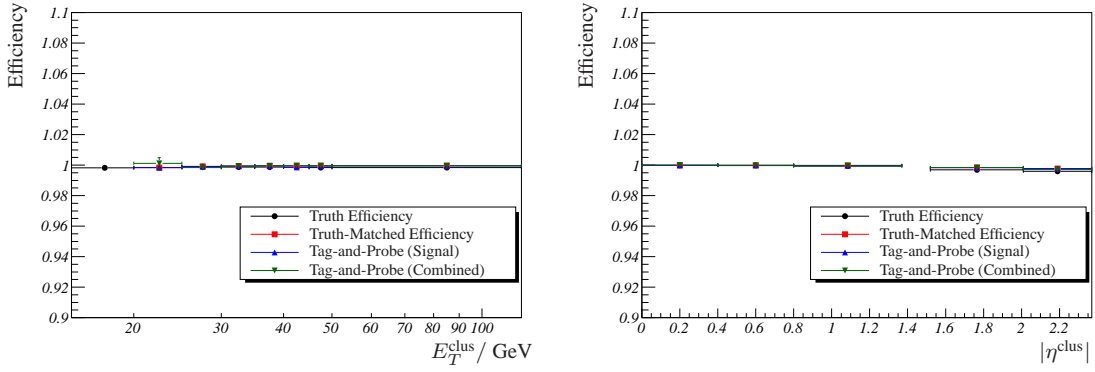 Efficiency
1.1
1.08
1.06
1.04
1.02
1
0.98
0.96
0.94
0.92
0.9
Truth Efficiency
Truth-Matched Efficiency
Tag-and-Probe (Signal)
Tag-and-Probe (Combined)
20 30 40 50 60 70 80 90 100
E_T^clus / GeV
Efficiency
1.1
1.08
1.06
1.04
1.02
1
0.98
0.96
0.94
0.92
0.9
Truth Efficiency
Truth-Matched Efficiency
Tag-and-Probe (Signal)
Tag-and-Probe (Combined)
0 0.2 0.4 0.6 0.8 1 1.2 1.4 1.6 1.8 2 2.2
|η^clus|